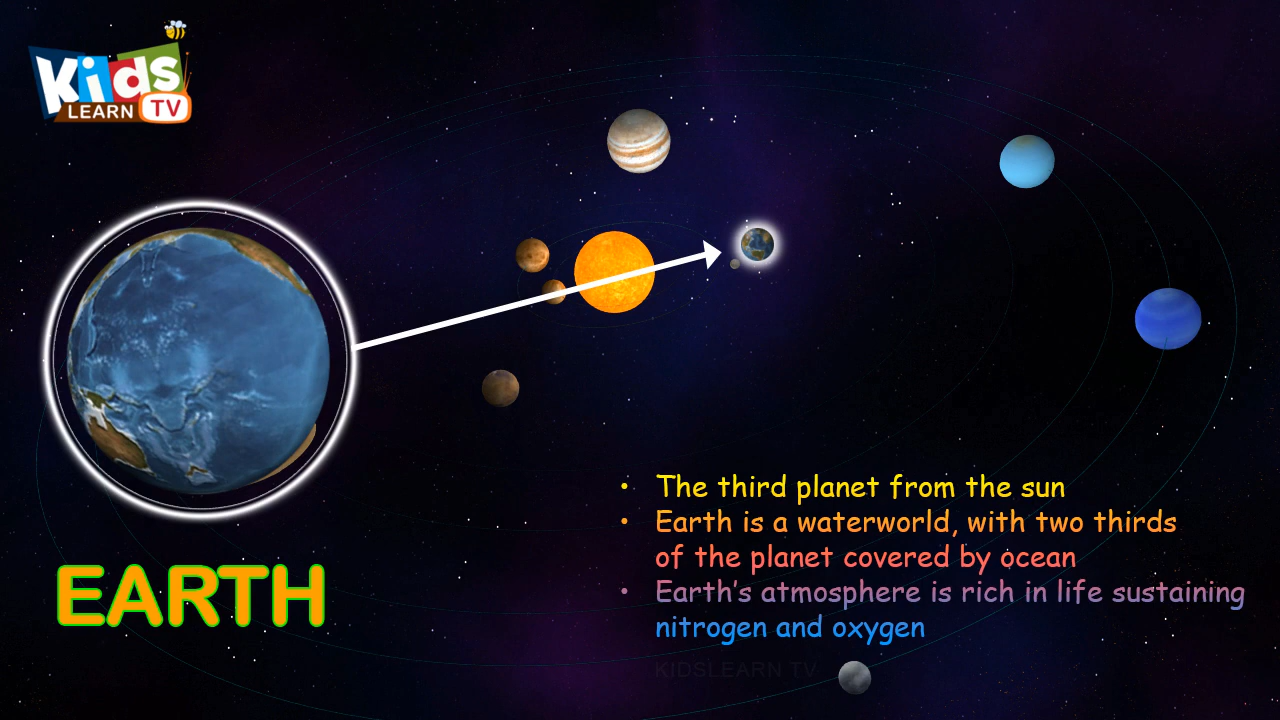 Kids
LEARN TV
The third planet from the sun
Earth is a waterworld, with two thirds
of the planet covered by ocean
Earth's atmosphere is rich in life sustaining
nitrogen and oxygen
EARTH
KIDSLEARN TV